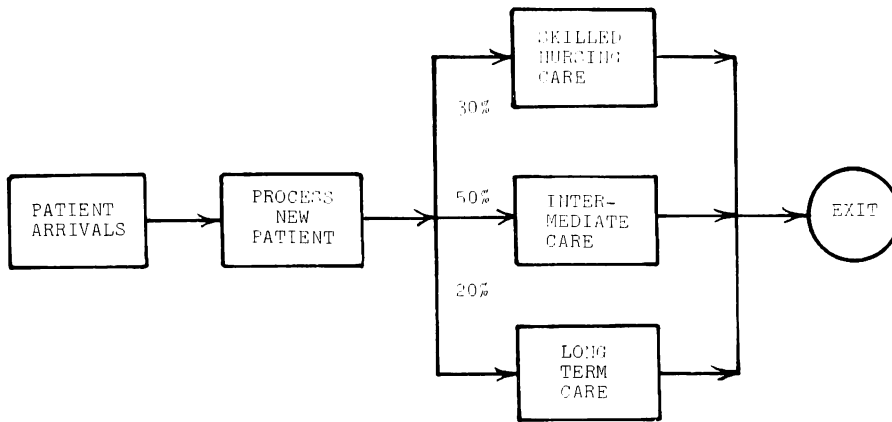 SKILLED
NURSING
CARE
30%
PATIENT
ARRIVALS
PROCESS
NEW
PATIENT
50%
INTER-
MEDIATE
CARE
EXIT
20%
LONG
TERM
CARE